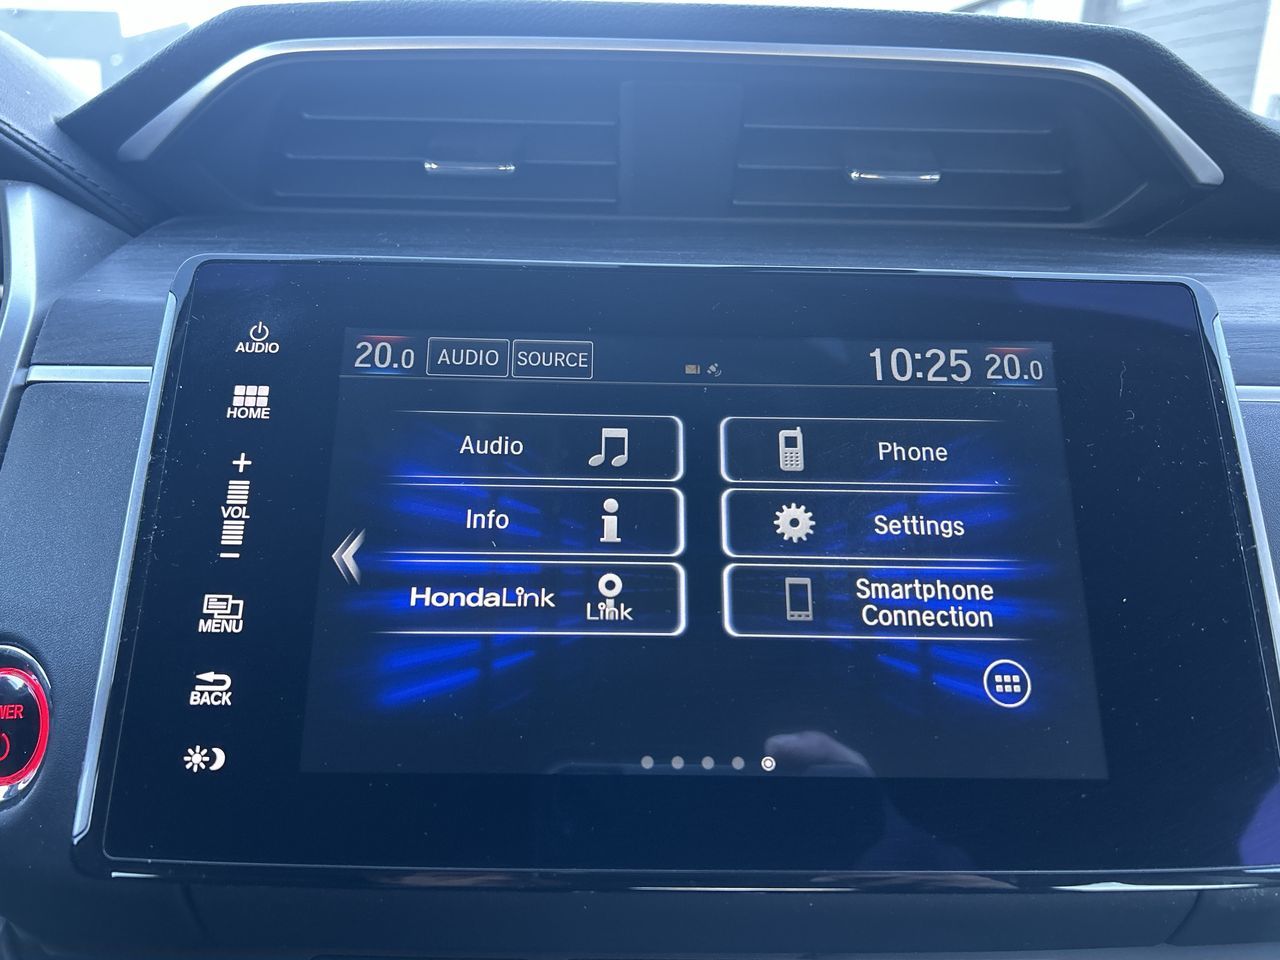 AUDIO
HOME
+
VOL
−
MENU
BACK
WER
20.0 AUDIO SOURCE 10:25 20.0
Audio
Phone
Info
Settings
HondaLink
Link
Smartphone
Connection